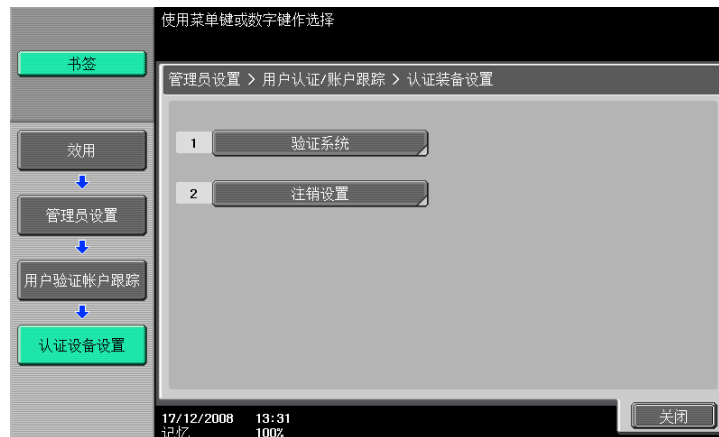 使用菜单键或数字键作选择
书签
管理员设置 > 用户认证/账户跟踪 > 认证装备设置
1 验证系统
效用
2 注销设置
管理员设置
用户验证帐户跟踪
认证设备设置
关闭
17/12/2008 13:31
记忆 100%